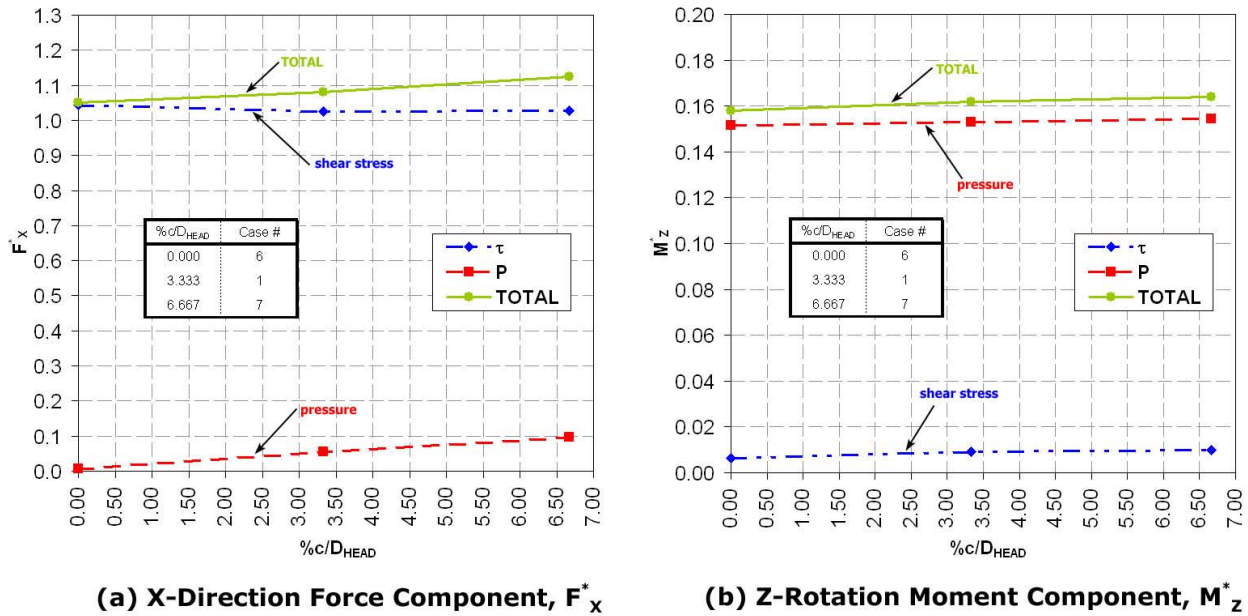 1.3
1.2
1.1
1.0
0.9
0.8
0.7
0.6
0.5
0.4
0.3
0.2
0.1
0.0
F*X
TOTAL
shear stress
%c/DHEAD Case #
0.000 6
3.333 1
6.667 7
τ
P
TOTAL
pressure
0.00 0.50 1.00 1.50 2.00 2.50 3.00 3.50 4.00 4.50 5.00 5.50 6.00 6.50 7.00
%c/DHEAD
(a) X-Direction Force Component, F*X
0.20
0.18
0.16
0.14
0.12
0.10
0.08
0.06
0.04
0.02
0.00
M*Z
TOTAL
pressure
%c/DHEAD Case #
0.000 6
3.333 1
6.667 7
τ
P
TOTAL
shear stress
0.00 0.50 1.00 1.50 2.00 2.50 3.00 3.50 4.00 4.50 5.00 5.50 6.00 6.50 7.00
%c/DHEAD
(b) Z-Rotation Moment Component, M*Z